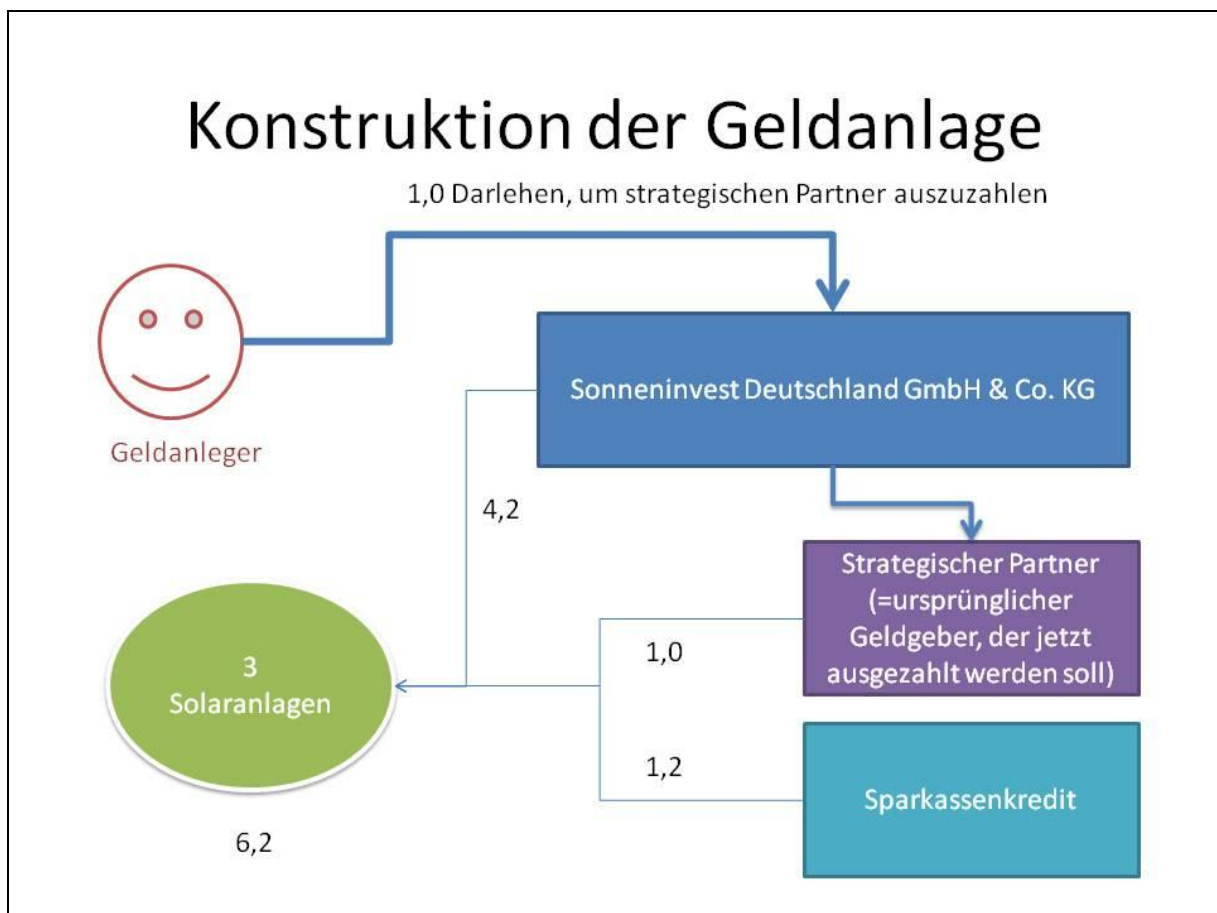 Konstruktion der Geldanlage
1,0 Darlehen, um strategischen Partner auszuzahlen
Sonneninvest Deutschland GmbH & Co. KG
Geldanleger
4,2
Strategischer Partner
(=ursprünglicher
Geldgeber, der jetzt
ausgezahlt werden soll)
1,0
3
Solaranlagen
1,2
Sparkassenkredit
6,2